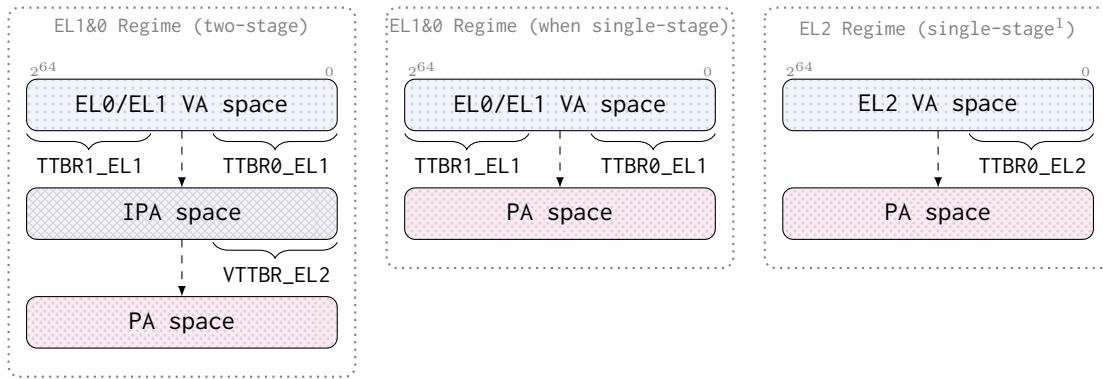 EL1&0 Regime (two-stage)
2^64 0
EL0/EL1 VA space
TTBR1_EL1 TTBR0_EL1
IPA space
VTTBR_EL2
PA space
EL1&0 Regime (when single-stage)
2^64 0
EL0/EL1 VA space
TTBR1_EL1 TTBR0_EL1
PA space
EL2 Regime (single-stage¹)
2^64 0
EL2 VA space
TTBR0_EL2
PA space